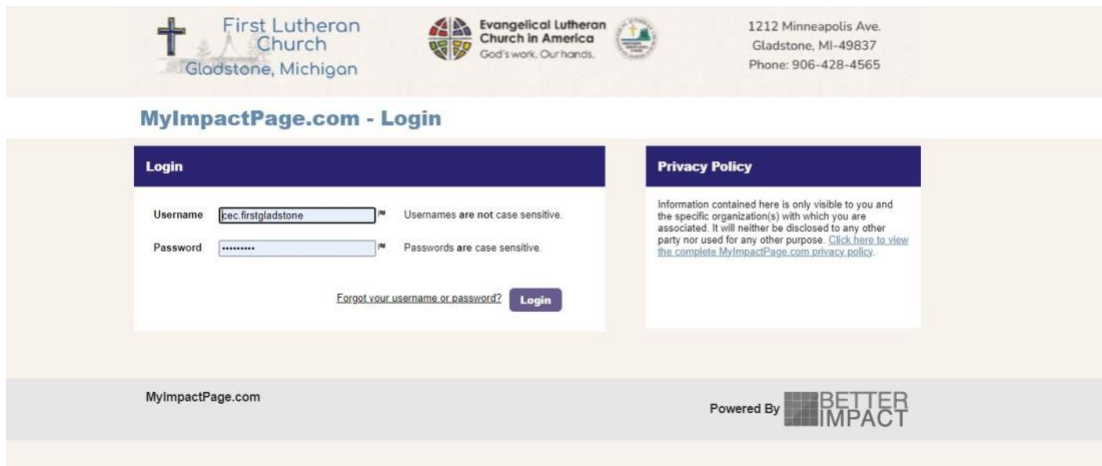 First Lutheran
Church
Gladstone, Michigan
Evangelical Lutheran
Church in America
God's work. Our hands.
1212 Minneapolis Ave.
Gladstone, MI-49837
Phone: 906-428-4565
MyImpactPage.com - Login
Login
Username cec.firstgladstone Usernames are not case sensitive.
Password ••••••••• Passwords are case sensitive.
Forgot your username or password? Login
Privacy Policy
Information contained here is only visible to you and
the specific organization(s) with which you are
associated. It will neither be disclosed to any other
party nor used for any other purpose. Click here to view
the complete MyImpactPage.com privacy policy.
MyImpactPage.com
Powered By BETTER
IMPACT